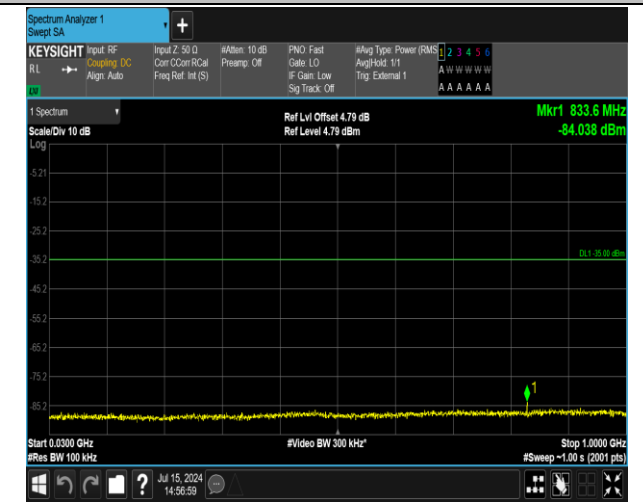 Spectrum Analyzer 1
Swept SA
+
KEYSIGHT Input: RF Input Z: 50 Ω #Atten: 10 dB PNO: Fast #Avg Type: Power (RMS 1 2 3 4 5 6
RL Coupling: DC Corr CCorr RCal Preamp: Off Gate: LO Avg|Hold: 1/1 A W W W W W
Align: Auto Freq Ref: Int (S) IF Gain: Low Trig: External 1
Sig Track: Off A A A A A A
1 Spectrum Ref Lvl Offset 4.79 dB Mkr1 833.6 MHz
Scale/Div 10 dB Ref Level 4.79 dBm -84.038 dBm
Log
-5.21
-15.2
-25.2
DL1 -35.00 dBm
-35.2
-45.2
-55.2
-65.2
-75.2
1
-85.2
Start 0.0300 GHz #Video BW 300 kHz* Stop 1.0000 GHz
#Res BW 100 kHz #Sweep ~1.00 s (2001 pts)
? Jul 15, 2024
14:56:59